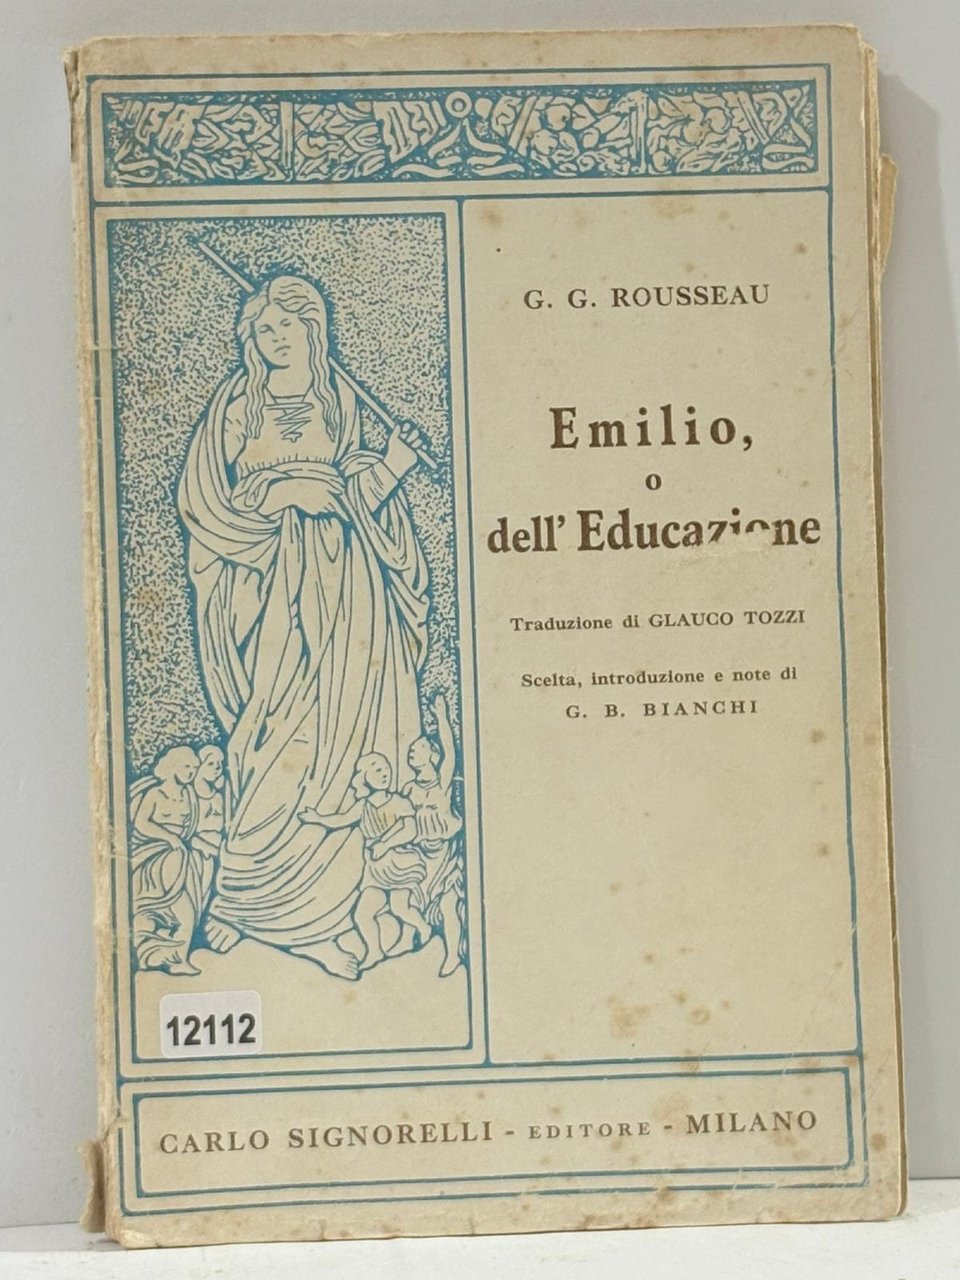 G. G. ROUSSEAU
Emilio,
o
dell' Educazione
Traduzione di GLAUCO TOZZI
Scelta, introduzione e note di
G. B. BIANCHI
12112
CARLO SIGNORELLI - EDITORE - MILANO